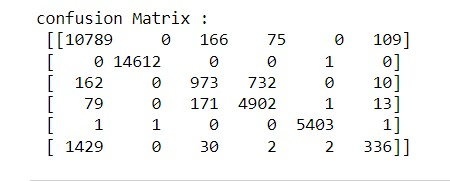 confusion Matrix :
[[10789 0 166 75 0 109]
[ 0 14612 0 0 1 0]
[ 162 0 973 732 0 10]
[ 79 0 171 4902 1 13]
[ 1 1 0 0 5403 1]
[ 1429 0 30 2 2 336]]